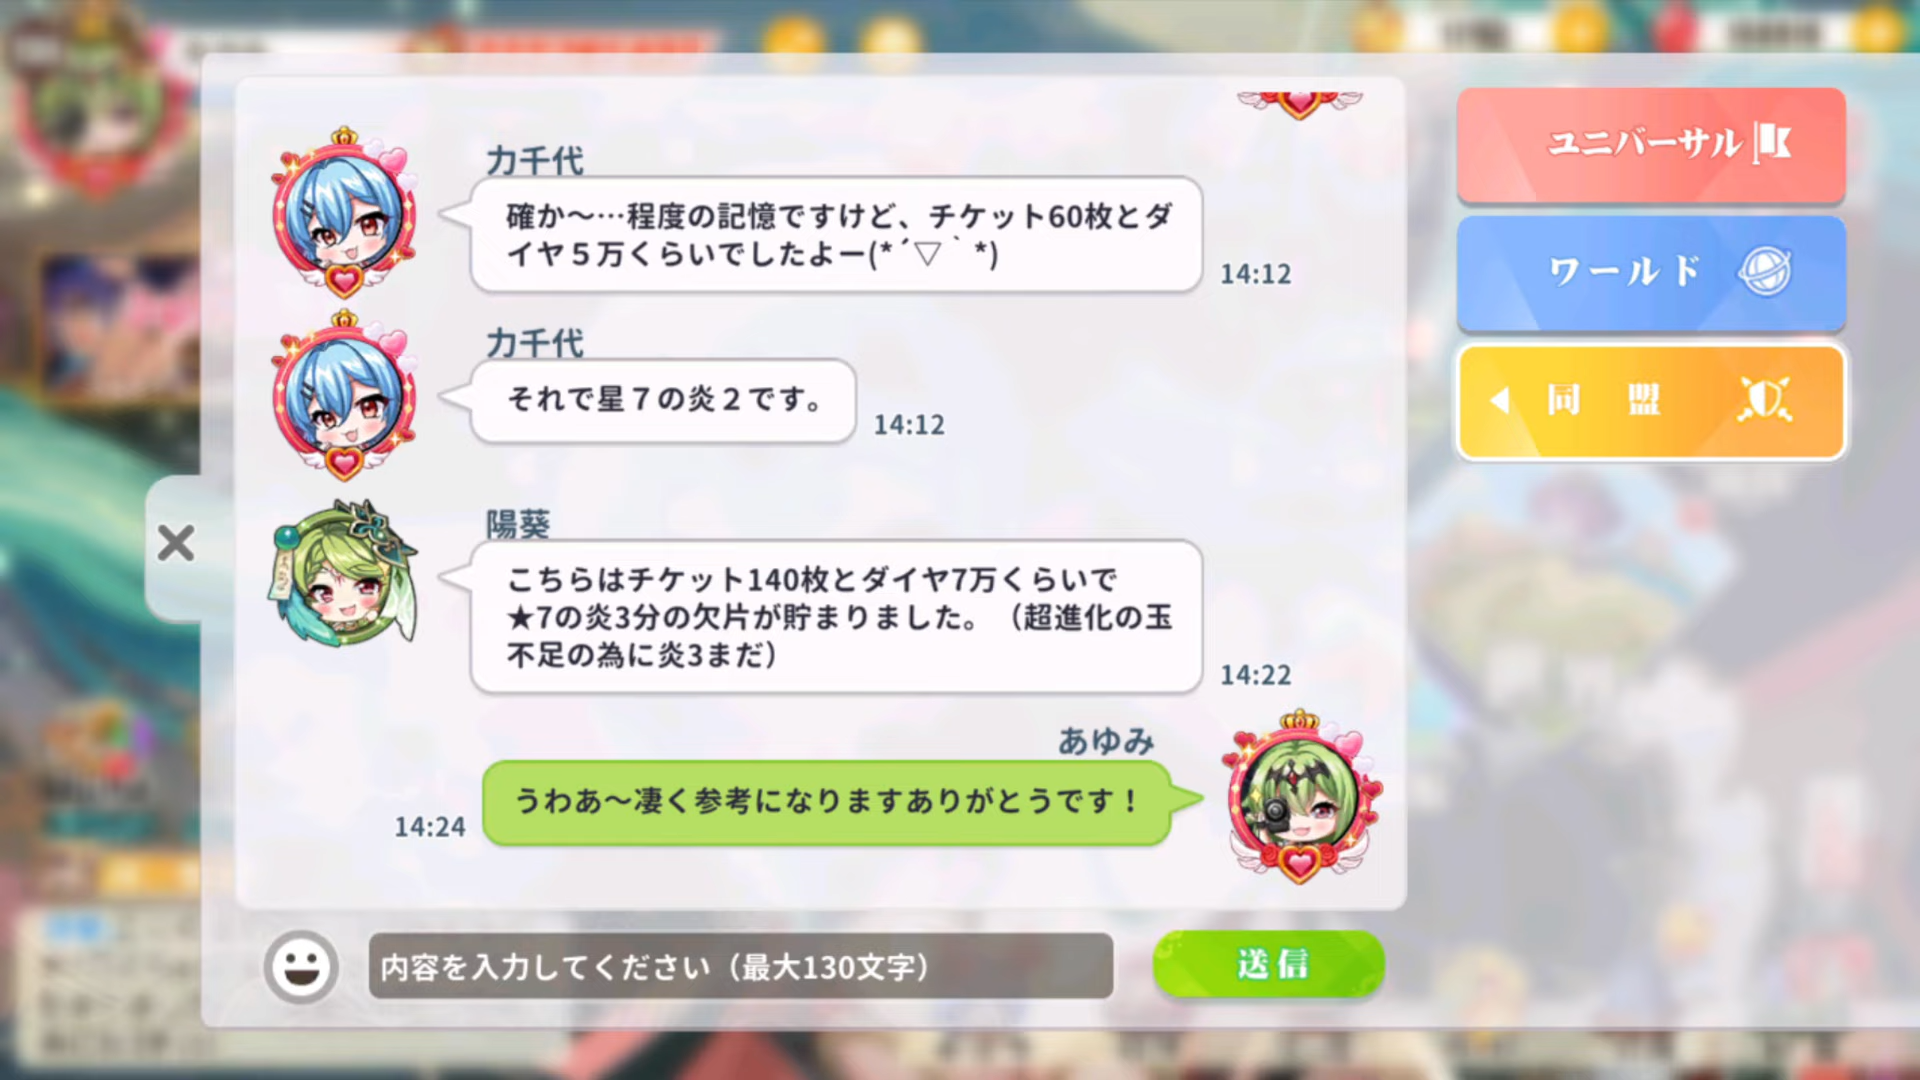 力千代
確か〜…程度の記憶ですけど、チケット60枚とダ
イヤ５万くらいでしたよー(*´▽｀*)
14:12
力千代
それで星７の炎２です。
14:12
陽葵
こちらはチケット140枚とダイヤ7万くらいで
★7の炎3分の欠片が貯まりました。（超進化の玉
不足の為に炎3まだ）
14:22
あゆみ
うわあ〜凄く参考になりますありがとうです！
14:24
内容を入力してください（最大130文字）
送信
ユニバーサル
ワールド
同盟